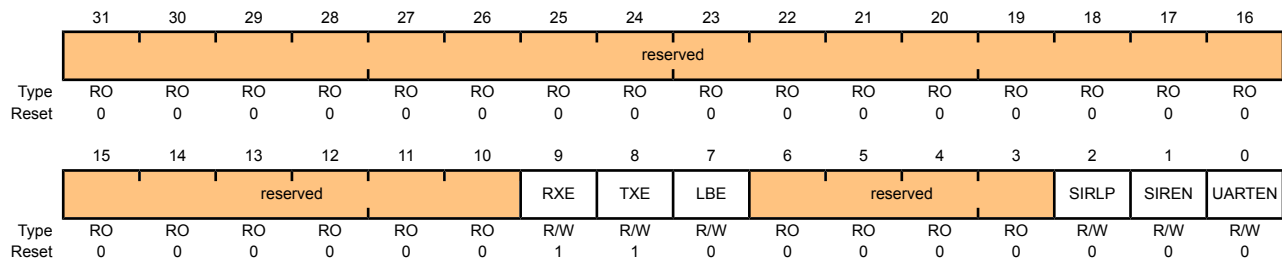 31 30 29 28 27 26 25 24 23 22 21 20 19 18 17 16
reserved
Type RO RO RO RO RO RO RO RO RO RO RO RO RO RO RO RO
Reset 0 0 0 0 0 0 0 0 0 0 0 0 0 0 0 0
15 14 13 12 11 10 9 8 7 6 5 4 3 2 1 0
reserved RXE TXE LBE reserved SIRLP SIREN UARTEN
Type RO RO RO RO RO RO R/W R/W R/W RO RO RO RO R/W R/W R/W
Reset 0 0 0 0 0 0 1 1 0 0 0 0 0 0 0 0